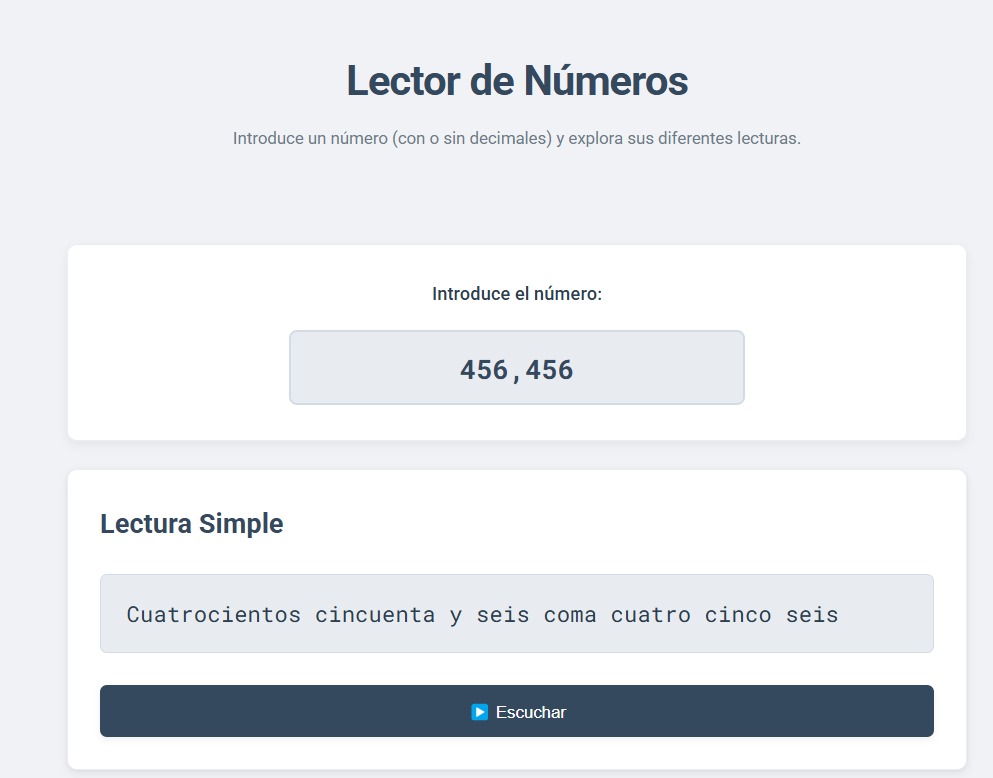 Lector de Números
Introduce un número (con o sin decimales) y explora sus diferentes lecturas.
Introduce el número:
456,456
Lectura Simple
Cuatrocientos cincuenta y seis coma cuatro cinco seis
Escuchar